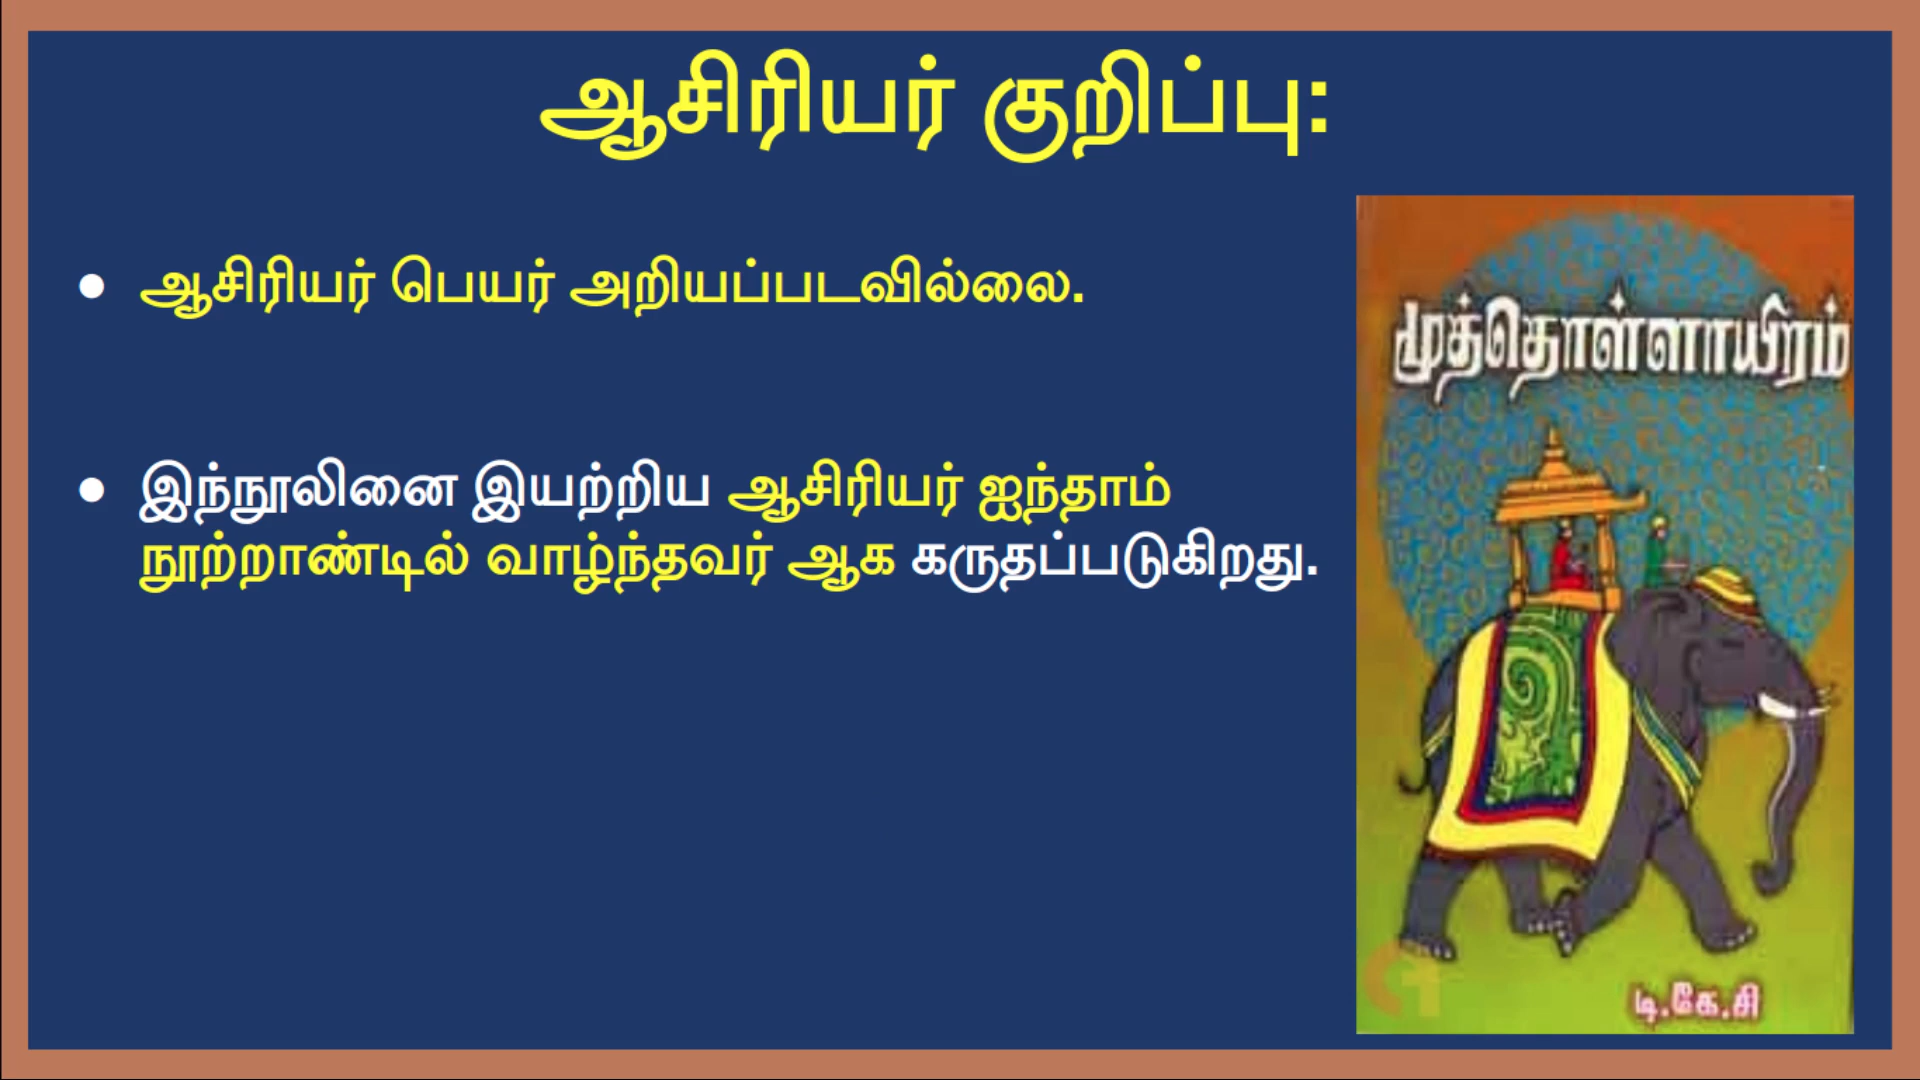 ஆசிரியர் குறிப்பு:
● ஆசிரியர் பெயர் அறியப்படவில்லை.
● இந்நூலினை இயற்றிய ஆசிரியர் ஐந்தாம்
நூற்றாண்டில் வாழ்ந்தவர் ஆக கருதப்படுகிறது.
முத்தொள்ளாயிரம்
டி.கே.சி